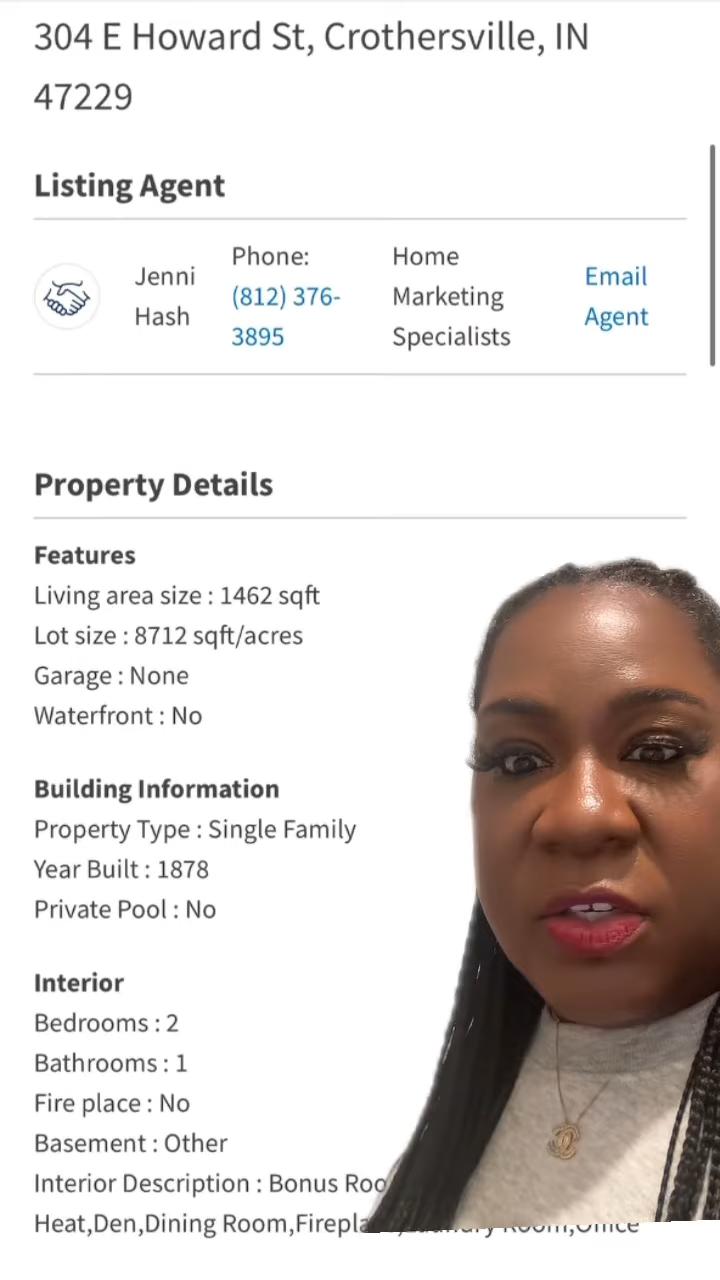 304 E Howard St, Crothersville, IN
47229
Listing Agent
Jenni
Hash
Phone:
(812) 376-
3895
Home
Marketing
Specialists
Email
Agent
Property Details
Features
Living area size : 1462 sqft
Lot size : 8712 sqft/acres
Garage : None
Waterfront : No
Building Information
Property Type : Single Family
Year Built : 1878
Private Pool : No
Interior
Bedrooms : 2
Bathrooms : 1
Fire place : No
Basement : Other
Interior Description : Bonus Roo
Heat,Den,Dining Room,Firepla Room,Office